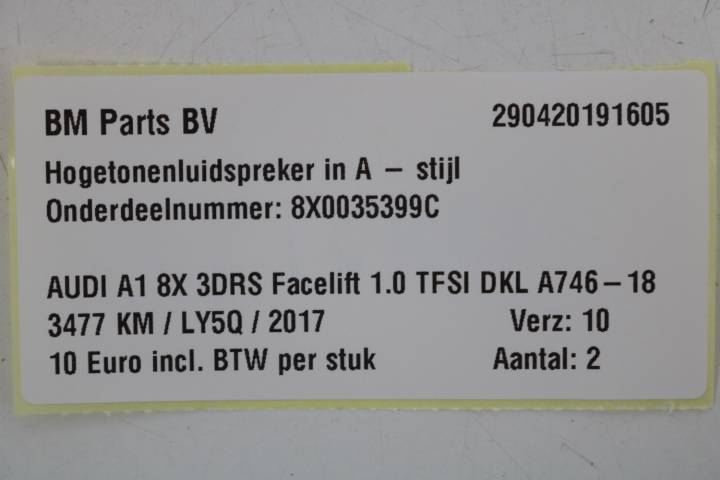 BM Parts BV 290420191605
Hogetonenluidspreker in A – stijl
Onderdeelnummer: 8X0035399C
AUDI A1 8X 3DRS Facelift 1.0 TFSI DKL A746–18
3477 KM / LY5Q / 2017 Verz: 10
10 Euro incl. BTW per stuk Aantal: 2